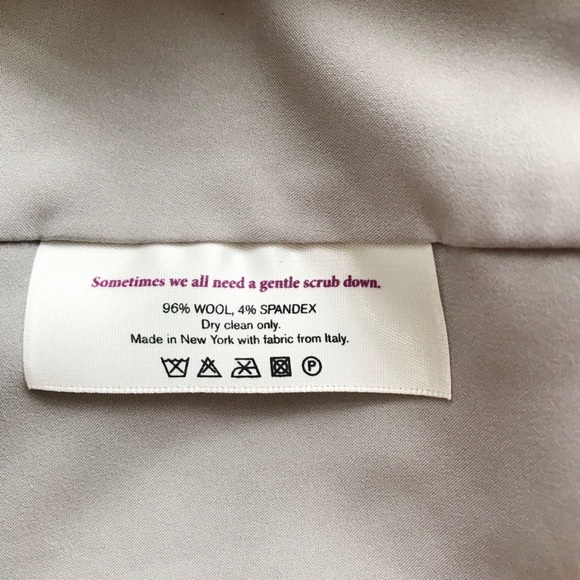 Sometimes we all need a gentle scrub down.
96% WOOL, 4% SPANDEX
Dry clean only.
Made in New York with fabric from Italy.
P